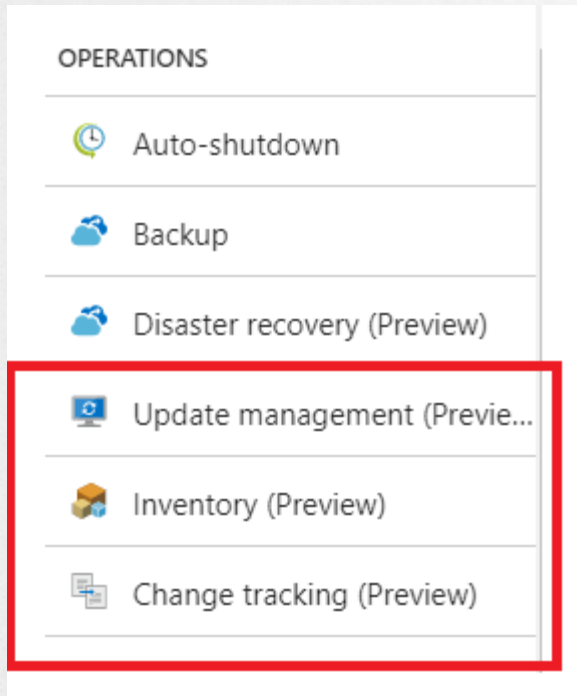 OPERATIONS
Auto-shutdown
Backup
Disaster recovery (Preview)
Update management (Previe...
Inventory (Preview)
Change tracking (Preview)